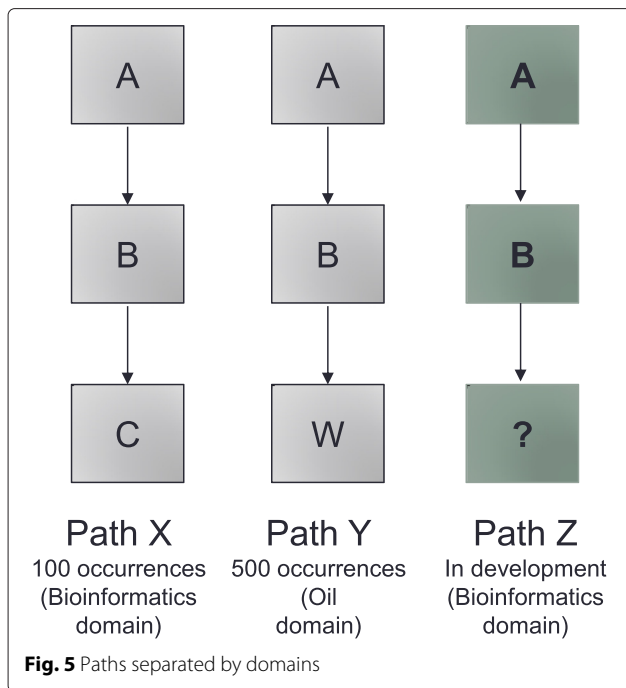 A A A
B B B
C W ?
Path X Path Y Path Z
100 occurrences 500 occurrences In development
(Bioinformatics (Oil (Bioinformatics
domain) domain) domain)
Fig. 5 Paths separated by domains